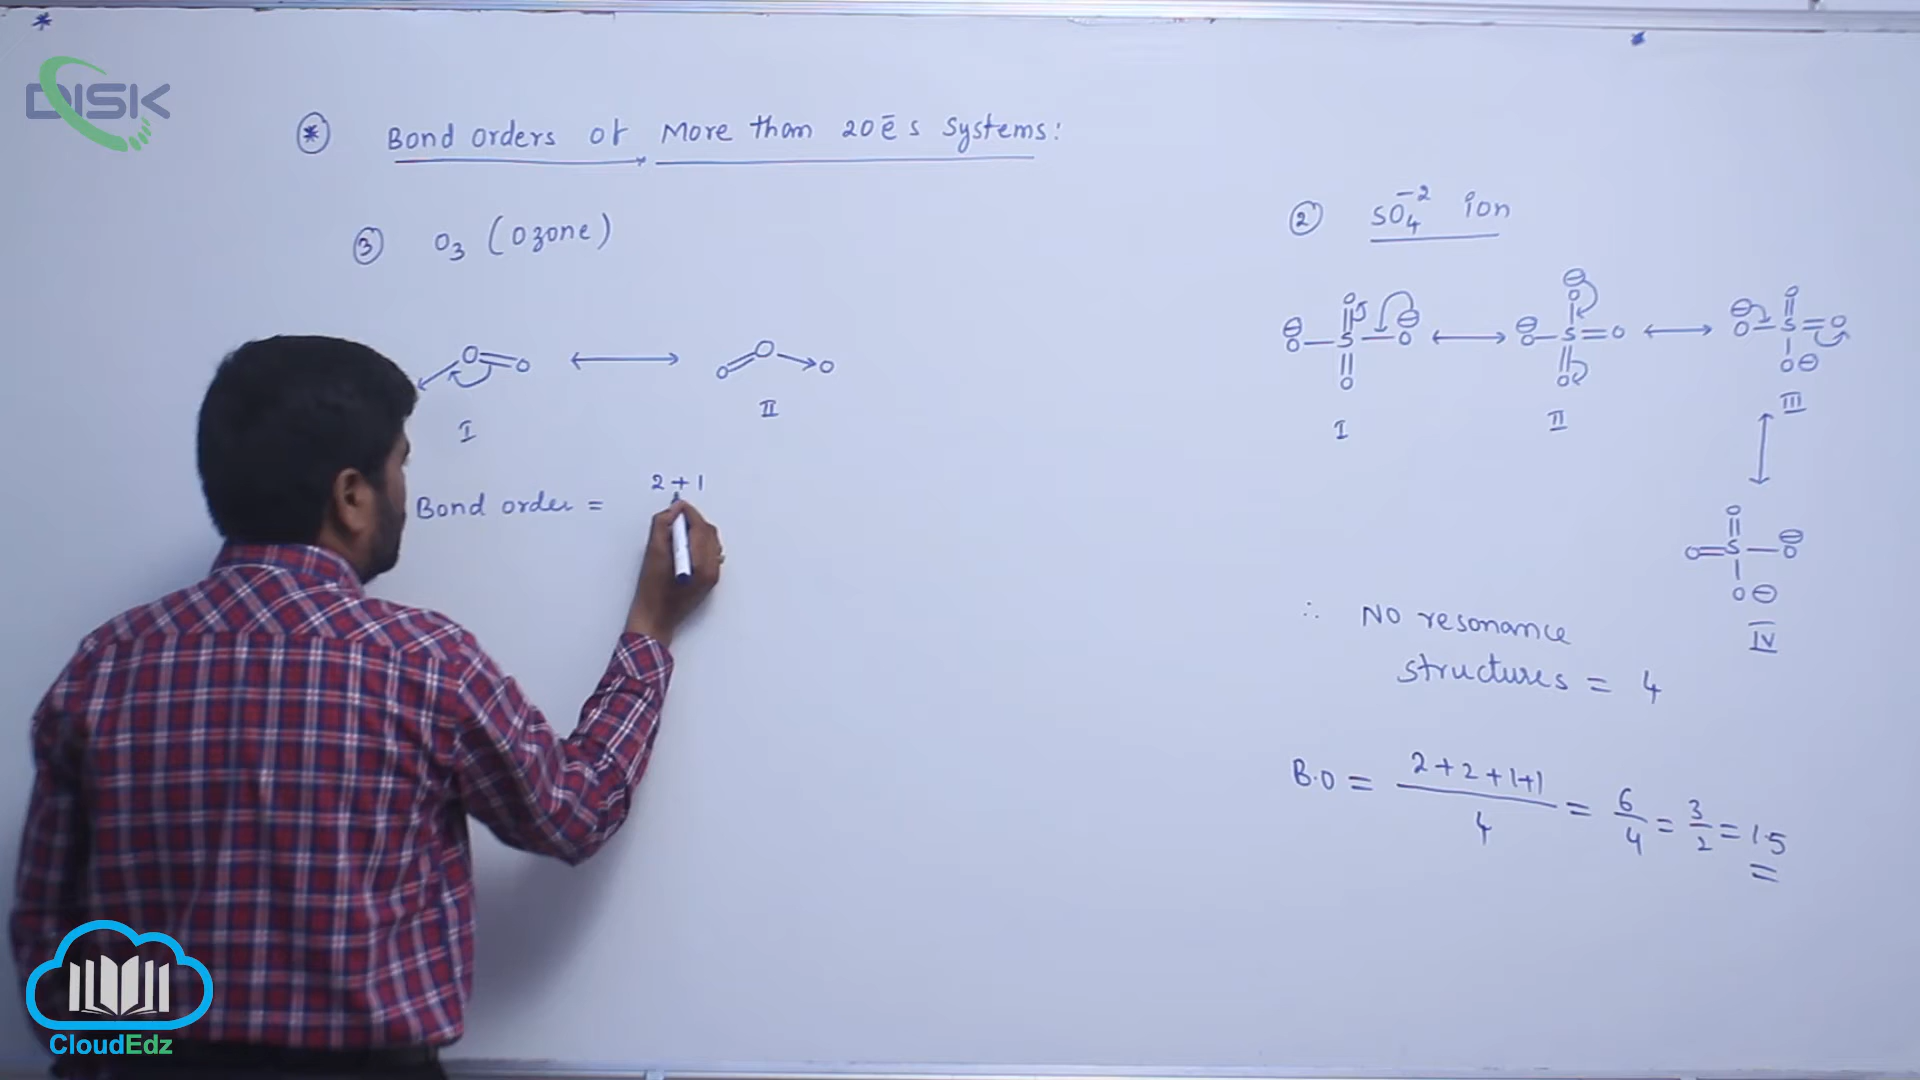 DISK
* Bond orders of More than 20 ē s systems:
③ O₃ (Ozone)
O O
O O O
I
II
Bond order = 2+1
② SO₄⁻² ion
O
⊖ O S O ⊖
O
I
⊖
O
⊖ O S O
O
II
O
⊖ O S O
O ⊖
III
O
O S O ⊖
O ⊖
IV
∴ NO resonance
structures = 4
B.O = 2+2+1+1 / 4 = 6/4 = 3/2 = 1.5
CloudEdz